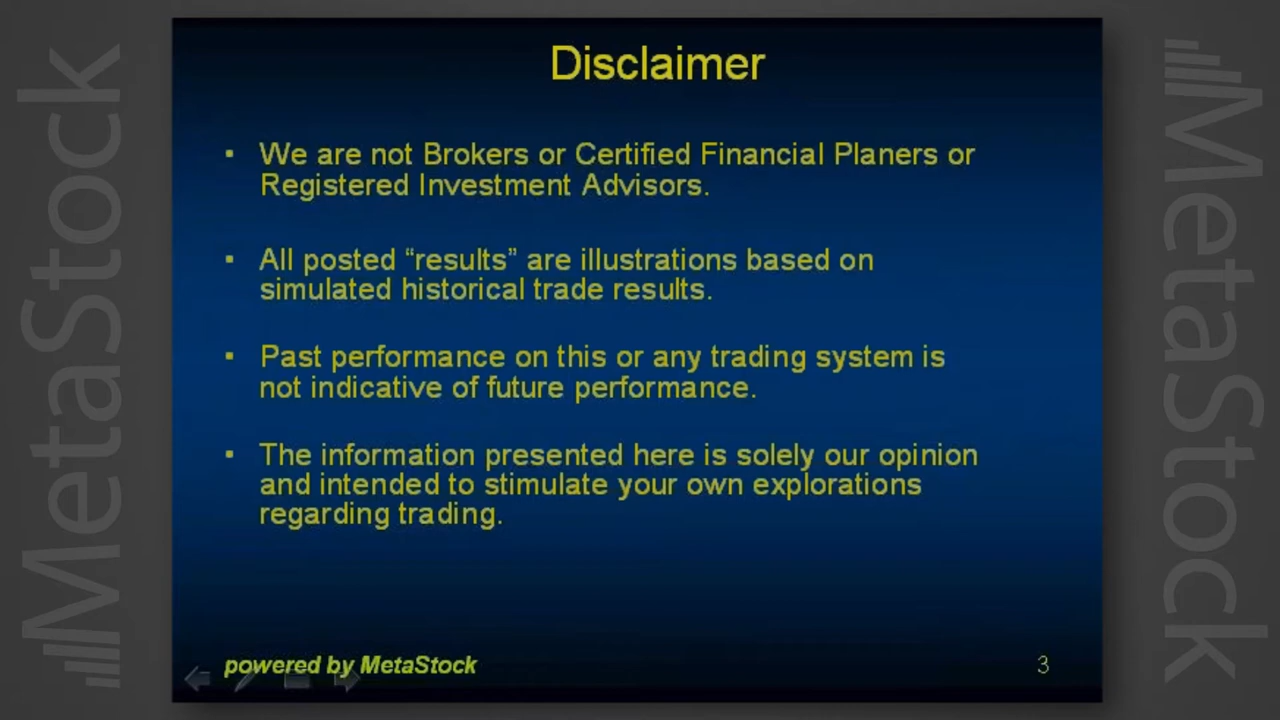 Disclaimer
▪ We are not Brokers or Certified Financial Planers or
Registered Investment Advisors.
▪ All posted “results” are illustrations based on
simulated historical trade results.
▪ Past performance on this or any trading system is
not indicative of future performance.
▪ The information presented here is solely our opinion
and intended to stimulate your own explorations
regarding trading.
powered by MetaStock
3
MetaStock
MetaStock